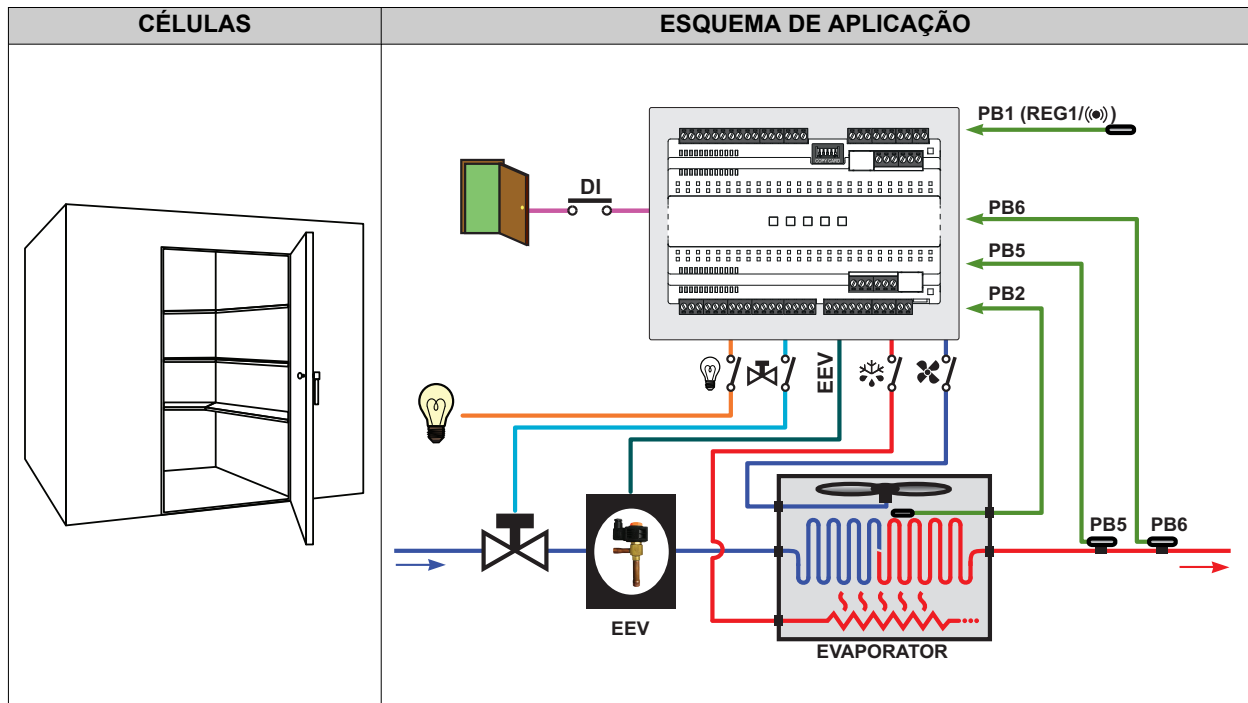 CÉLULAS
ESQUEMA DE APLICAÇÃO
PB1 (REG1/ )
COPY CARD
DI
PB6
PB5
PB2
EEV
PB5
PB6
EEV
EVAPORATOR